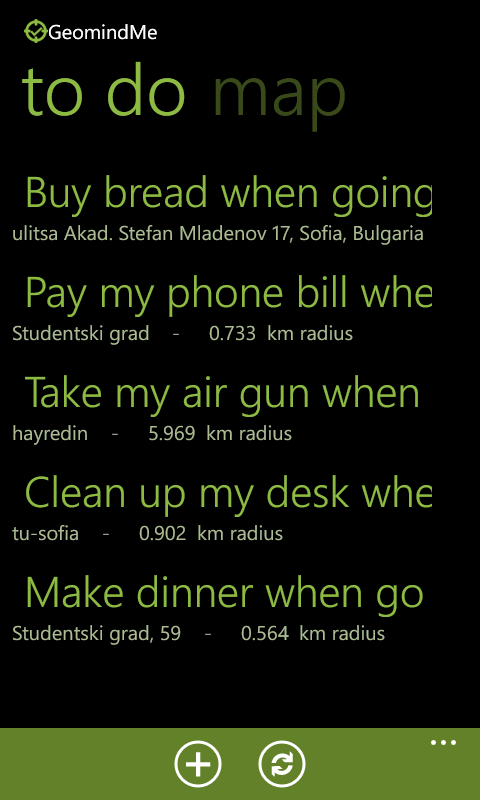 GeomindMe
to do map
Buy bread when going
ulitsa Akad. Stefan Mladenov 17, Sofia, Bulgaria
Pay my phone bill whe
Studentski grad - 0.733 km radius
Take my air gun when
hayredin - 5.969 km radius
Clean up my desk whe
tu-sofia - 0.902 km radius
Make dinner when go
Studentski grad, 59 - 0.564 km radius